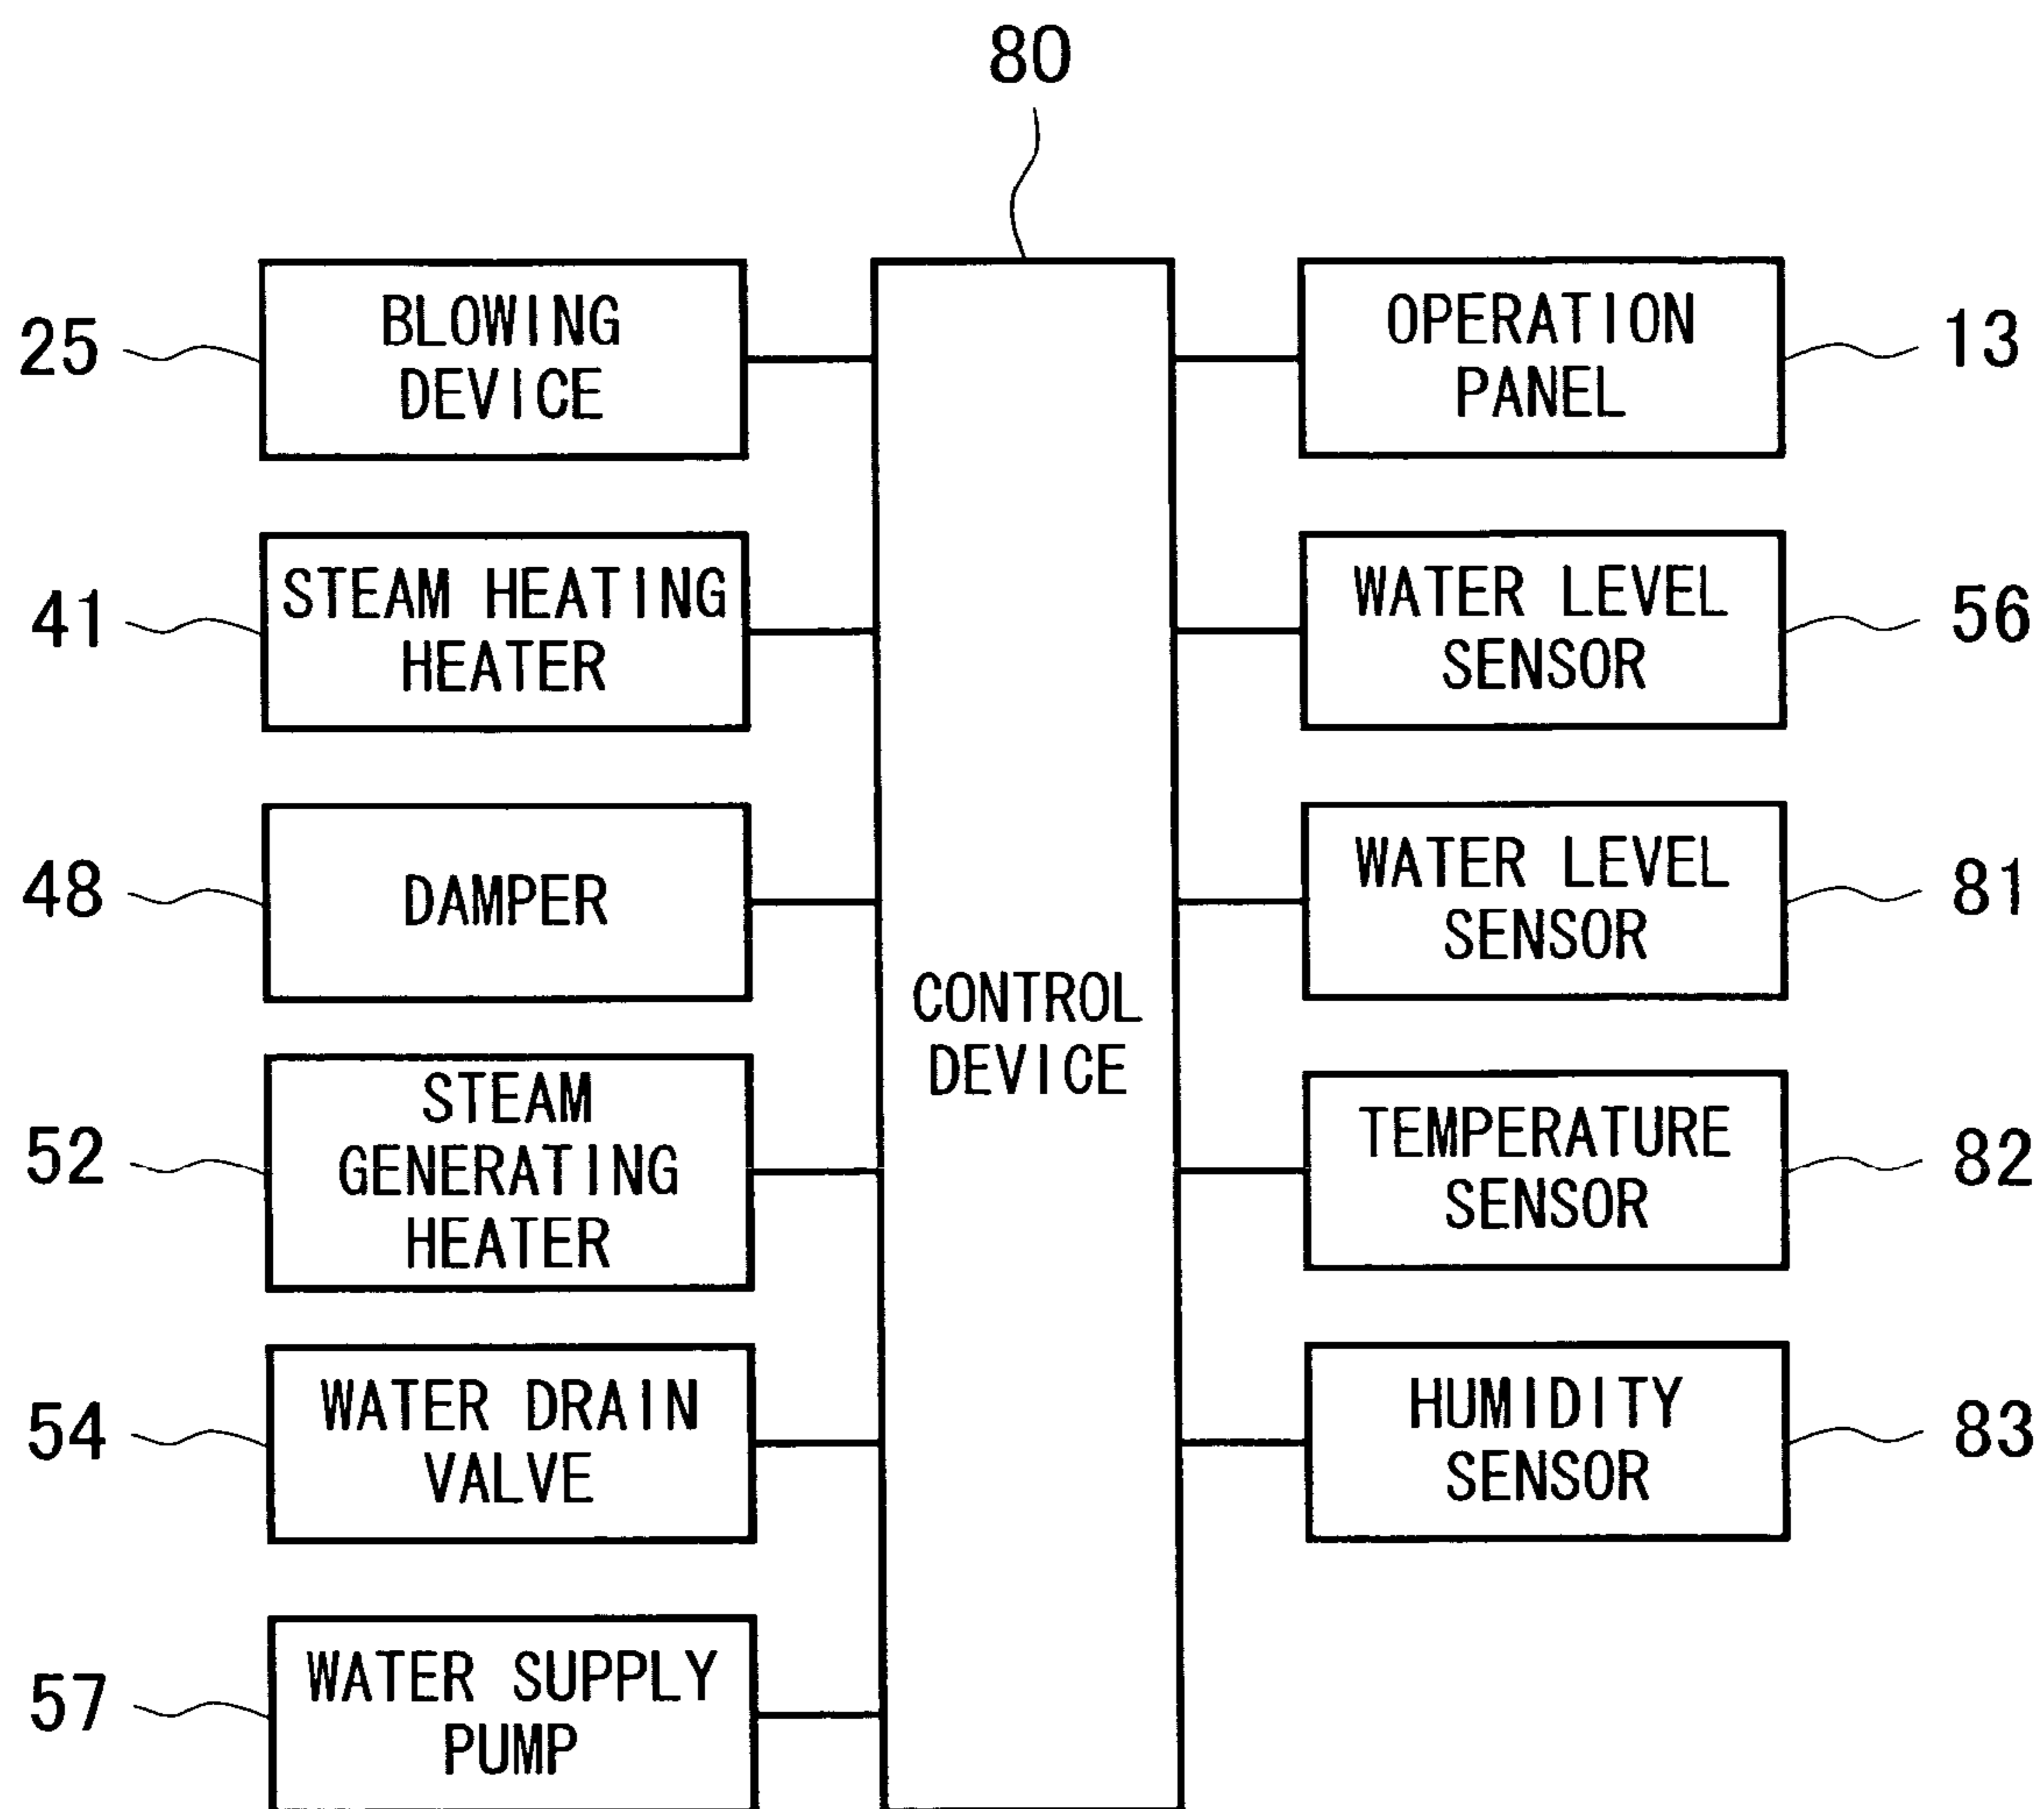 80
25
BLOWING
DEVICE
41
STEAM HEATING
HEATER
48
DAMPER
52
STEAM
GENERATING
HEATER
54
WATER DRAIN
VALVE
57
WATER SUPPLY
PUMP
CONTROL
DEVICE
OPERATION
PANEL
13
WATER LEVEL
SENSOR
56
WATER LEVEL
SENSOR
81
TEMPERATURE
SENSOR
82
HUMIDITY
SENSOR
83